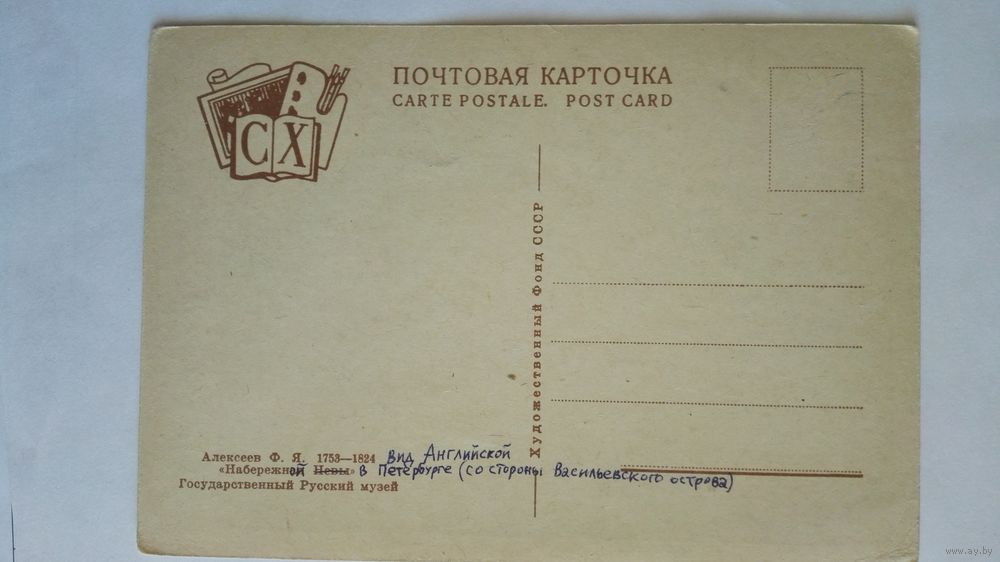 СХ
ПОЧТОВАЯ КАРТОЧКА
CARTE POSTALE. POST CARD
Художественный Фонд СССР
Алексеев Ф. Я. 1753—1824 вид Английской
«Набережной Невы» в Петербурге (со стороны Васильевского острова)
Государственный Русский музей
www.ay.by